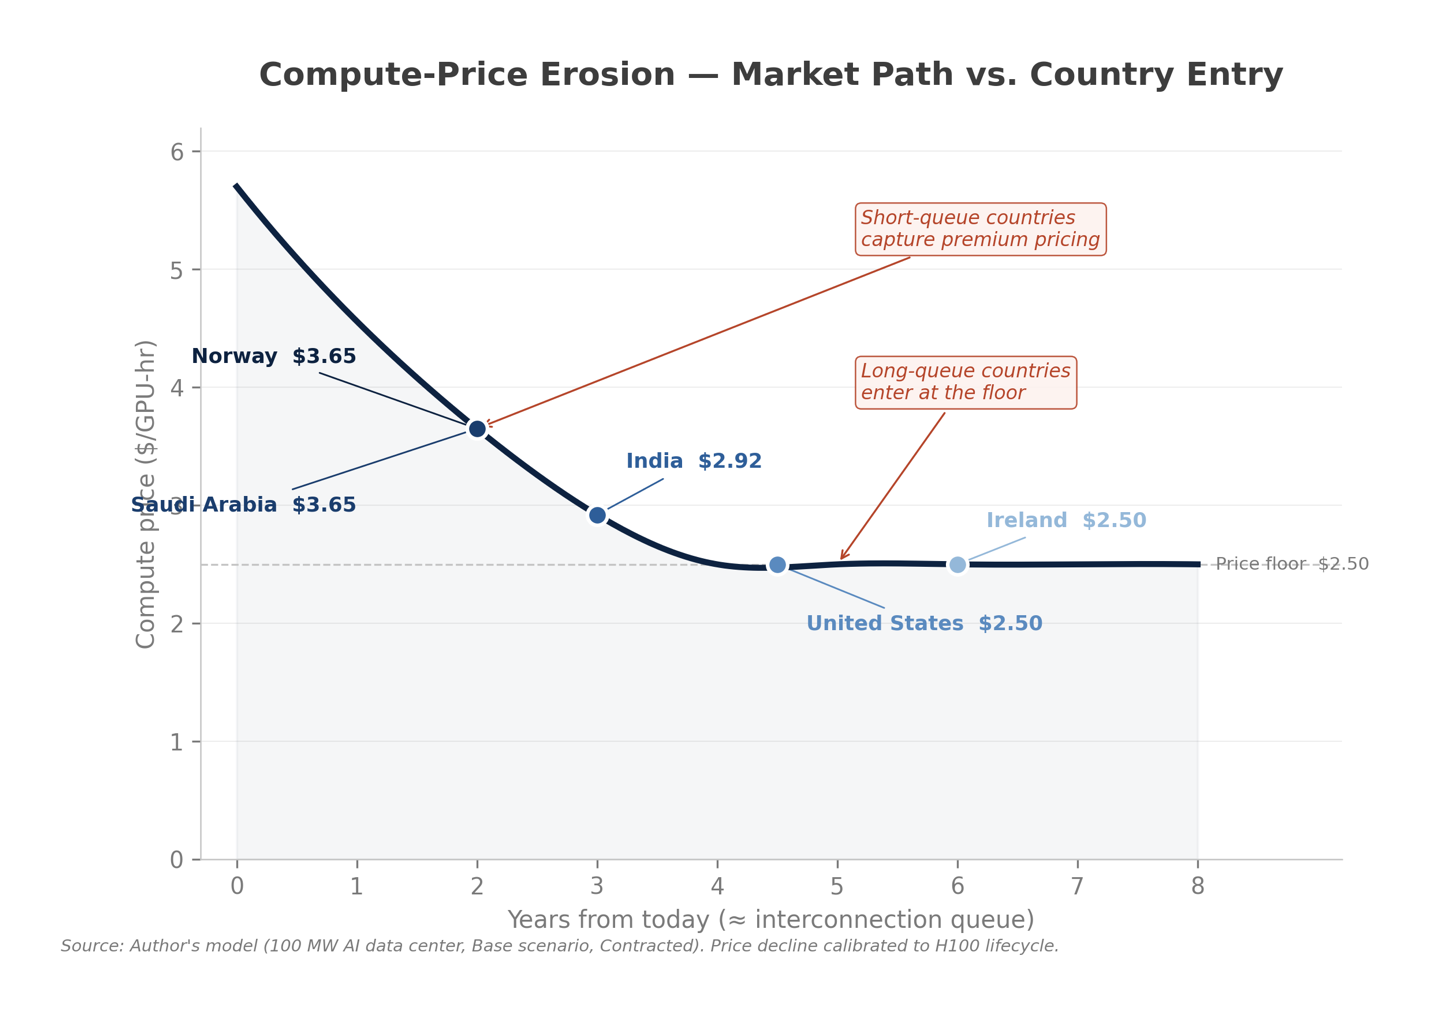 Compute-Price Erosion — Market Path vs. Country Entry
Compute price ($/GPU-hr)
6
5
4
3
2
1
0
Short-queue countries
capture premium pricing
Norway $3.65
Long-queue countries
enter at the floor
India $2.92
Saudi Arabia $3.65
Ireland $2.50
Price floor $2.50
United States $2.50
0 1 2 3 4 5 6 7 8
Years from today (≈ interconnection queue)
Source: Author's model (100 MW AI data center, Base scenario, Contracted). Price decline calibrated to H100 lifecycle.